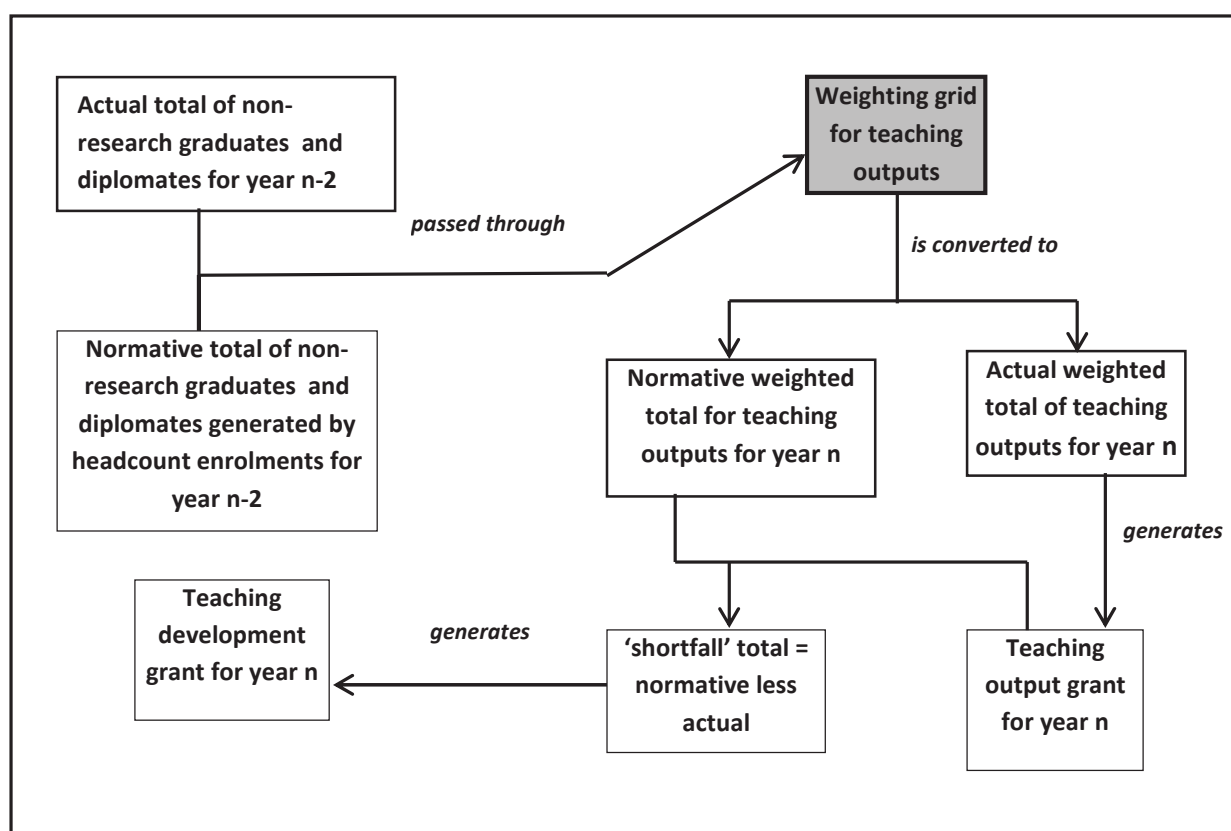 Actual total of non-
research graduates and
diplomates for year n-2
Weighting grid
for teaching
outputs
passed through
is converted to
Normative total of non-
research graduates and
diplomates generated by
headcount enrolments for
year n-2
Normative weighted
total for teaching
outputs for year n
Actual weighted
total of teaching
outputs for year n
generates
Teaching
development
grant for year n
generates
‘shortfall’ total =
normative less
actual
Teaching
output grant
for year n